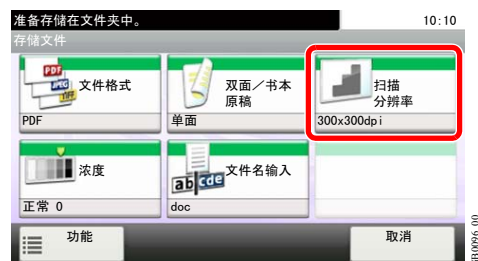 准备存储在文件夹中。 10:10
存储文件
PDF
JPEG
TIFF
文件格式
PDF
双面／书本
原稿
单面
扫描
分辨率
300x300dpi
浓度
正常 0
ab cde
文件名输入
doc
功能
取消